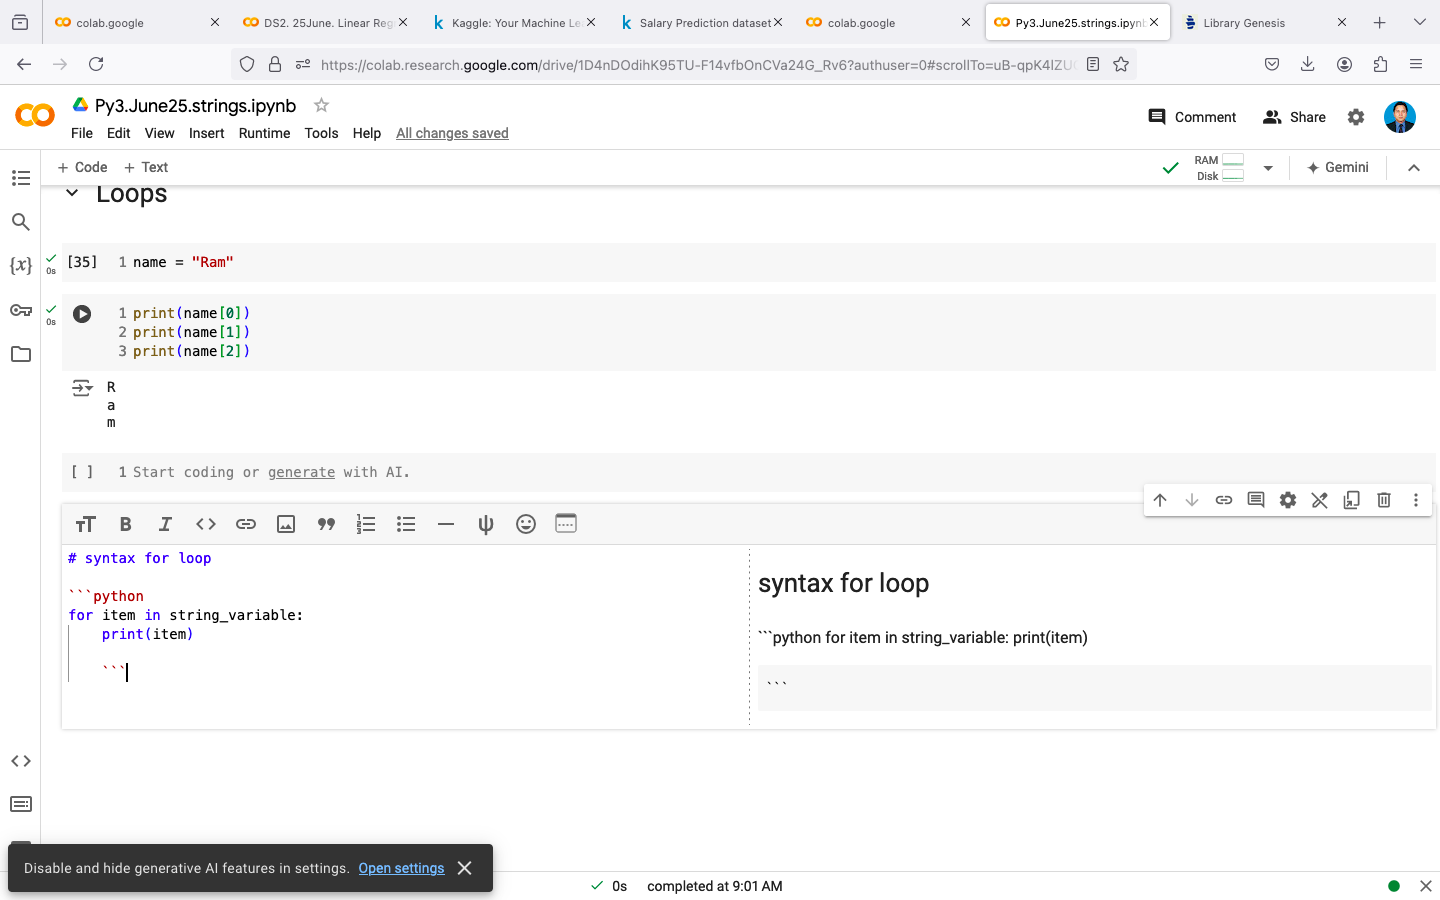 colab.google
DS2. 25June. Linear Reg
Kaggle: Your Machine Le
Salary Prediction dataset
colab.google
Py3.June25.strings.ipynb
Library Genesis
https://colab.research.google.com/drive/1D4nDOdihK95TU-F14vfbOnCVa24G_Rv6?authuser=0#scrollTo=uB-qpK4IZU
Py3.June25.strings.ipynb
File Edit View Insert Runtime Tools Help All changes saved
Comment
Share
+ Code + Text
RAM
Disk
Gemini
Loops
0s
[35] 1 name = "Ram"
0s
1 print(name[0])
2 print(name[1])
3 print(name[2])
R
a
m
[ ] 1 Start coding or generate with AI.
# syntax for loop
```python
for item in string_variable:
print(item)
```
syntax for loop
```python for item in string_variable: print(item)
```
Disable and hide generative AI features in settings. Open settings
0s completed at 9:01 AM